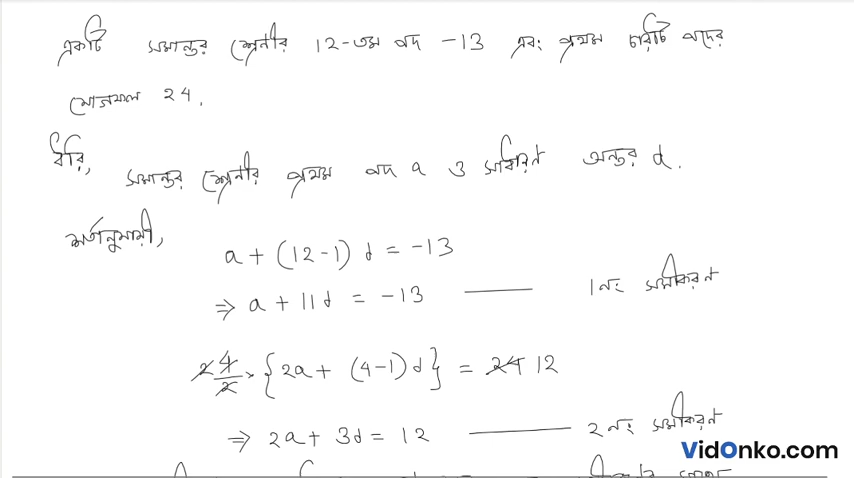 একটি সমান্তর শ্রেণীর 12-তম পদ -13 এবং প্রথম চারটি পদের
যোগফল 24.
ধরি,
সমান্তর শ্রেণীর প্রথম পদ a ও সাধারণ অন্তর d.
শর্তানুযায়ী,
a + (12-1) d = -13
⇒ a + 11d = -13 —— 1নং সমীকরণ
4/2 × {2a + (4-1)d} = 24 12
⇒ 2a + 3d = 12 —— 2নং সমীকরণ
VidOnko.com